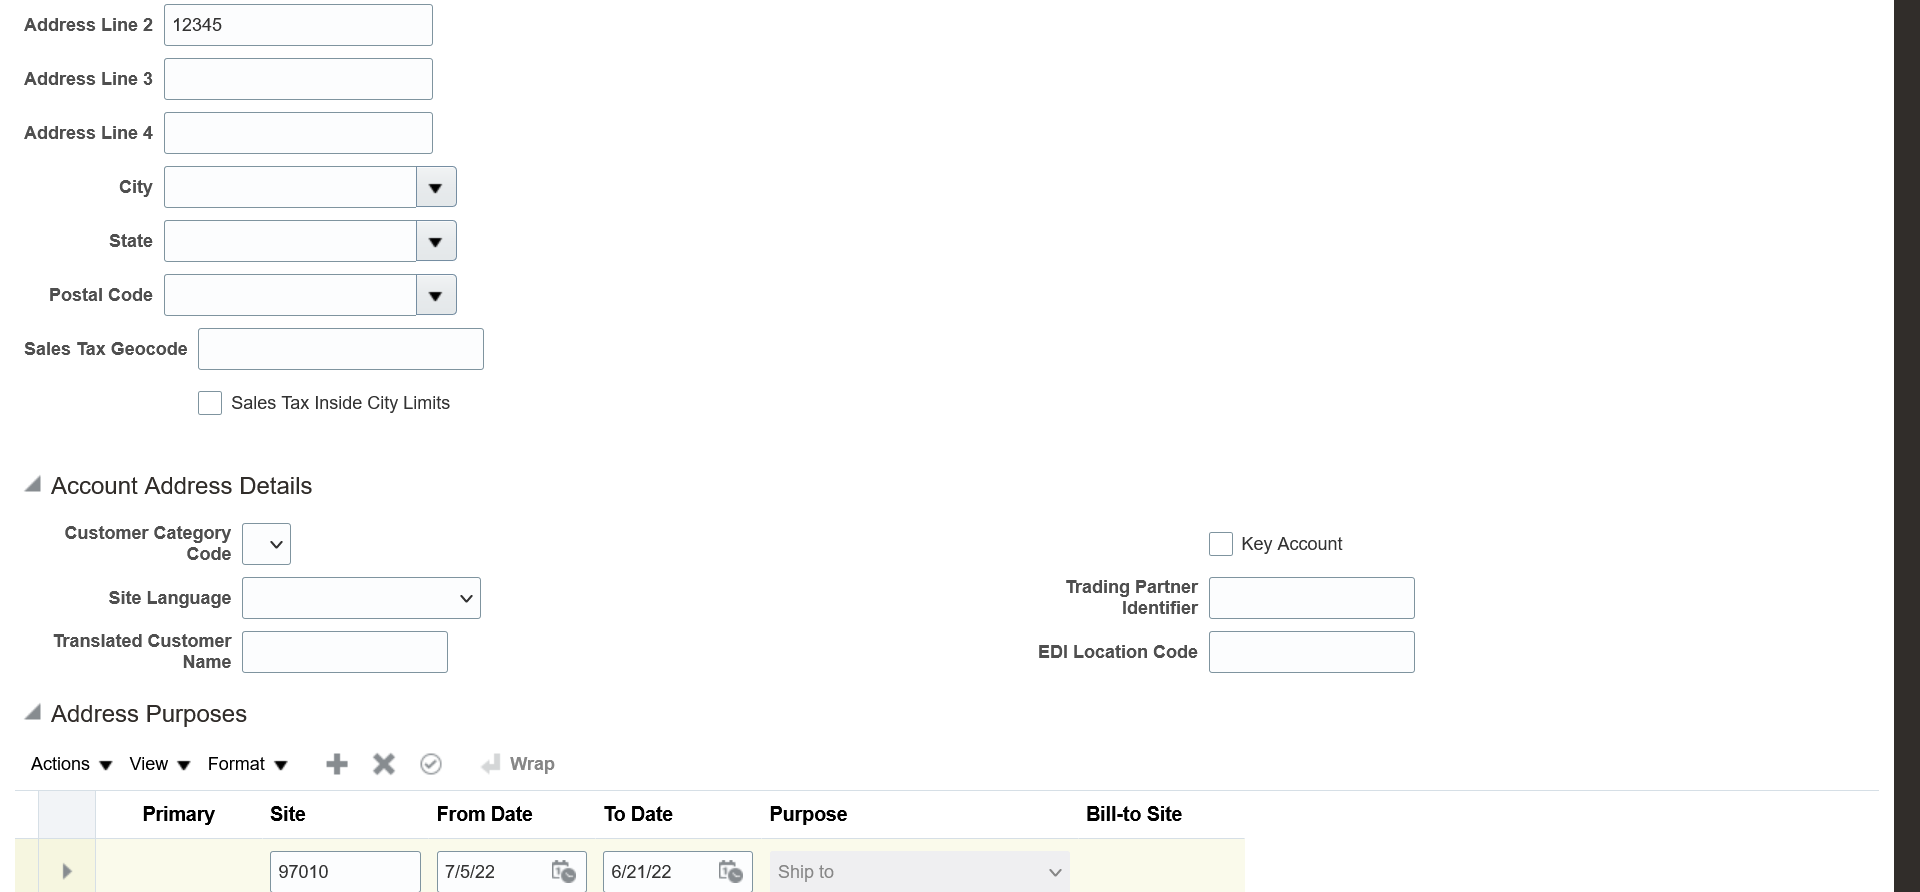 Address Line 2 12345
Address Line 3
Address Line 4
City
State
Postal Code
Sales Tax Geocode
Sales Tax Inside City Limits
Account Address Details
Customer Category
Code
Key Account
Site Language
Trading Partner
Identifier
Translated Customer
Name
EDI Location Code
Address Purposes
Actions View Format Wrap
Primary Site From Date To Date Purpose Bill-to Site
97010 7/5/22 6/21/22 Ship to